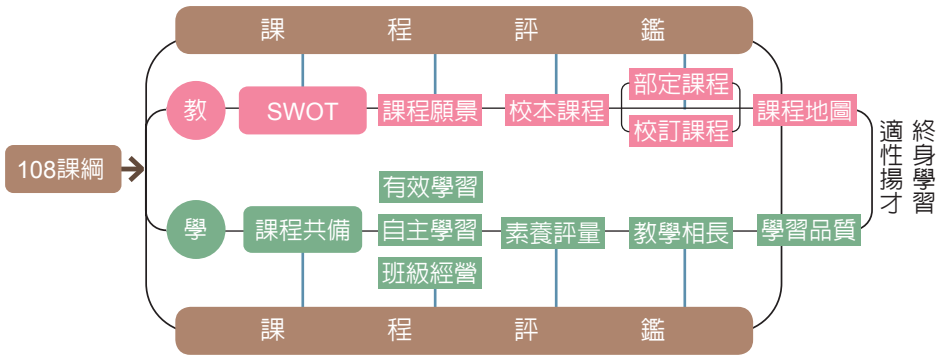 課程評鑑
108課綱
教
SWOT
課程願景
校本課程
部定課程
校訂課程
課程地圖
學
課程共備
有效學習
自主學習
班級經營
素養評量
教學相長
學習品質
終身學習
適性揚才
課程評鑑